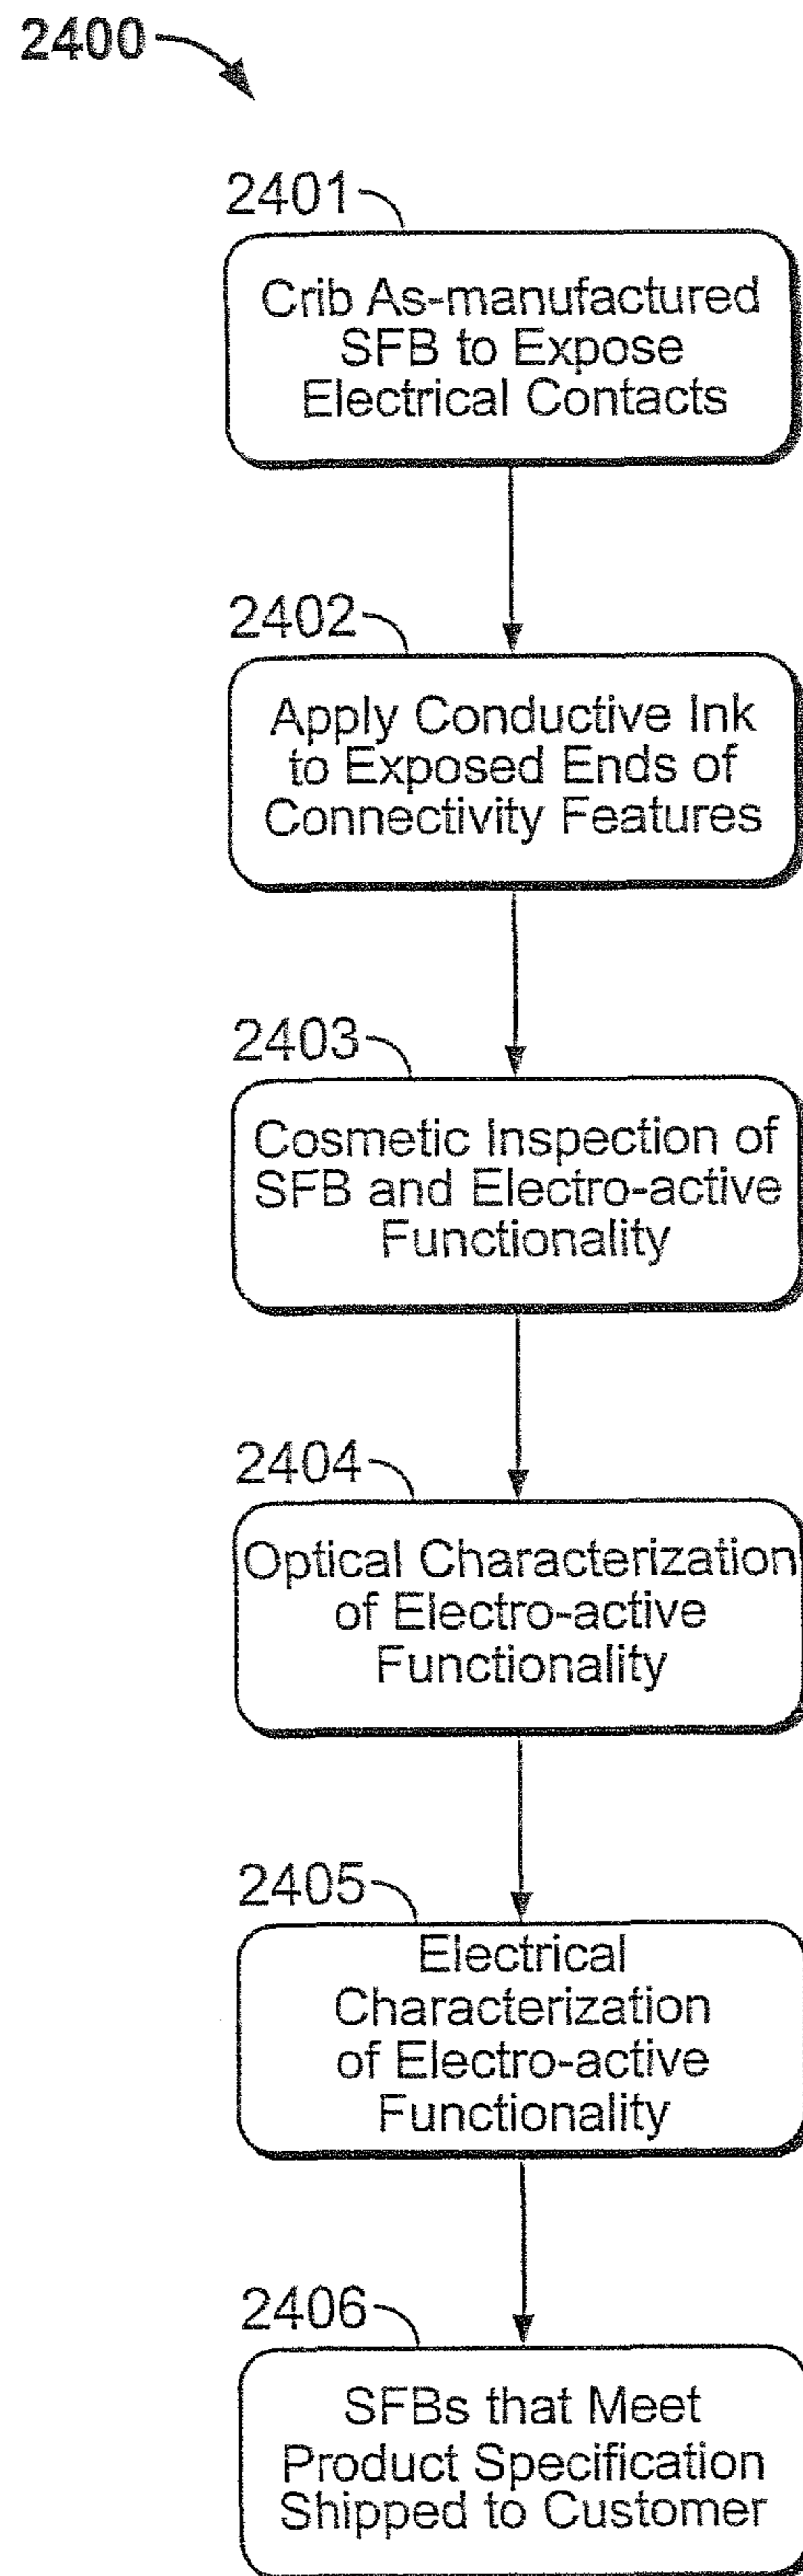 2400
2401
Crib As-manufactured
SFB to Expose
Electrical Contacts
2402
Apply Conductive Ink
to Exposed Ends of
Connectivity Features
2403
Cosmetic Inspection of
SFB and Electro-active
Functionality
2404
Optical Characterization
of Electro-active
Functionality
2405
Electrical
Characterization
of Electro-active
Functionality
2406
SFBs that Meet
Product Specification
Shipped to Customer